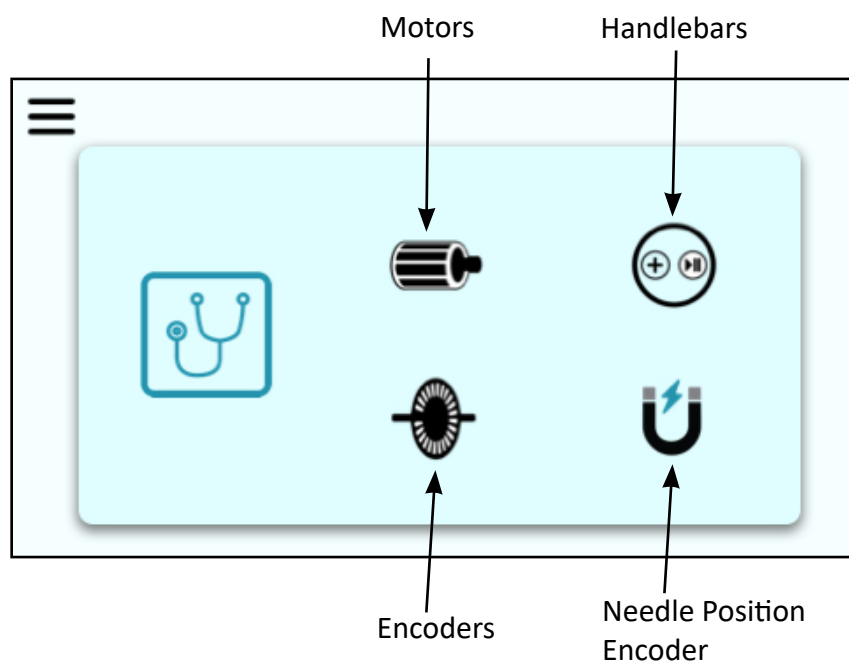 Motors
Handlebars
Encoders
Needle Position
Encoder